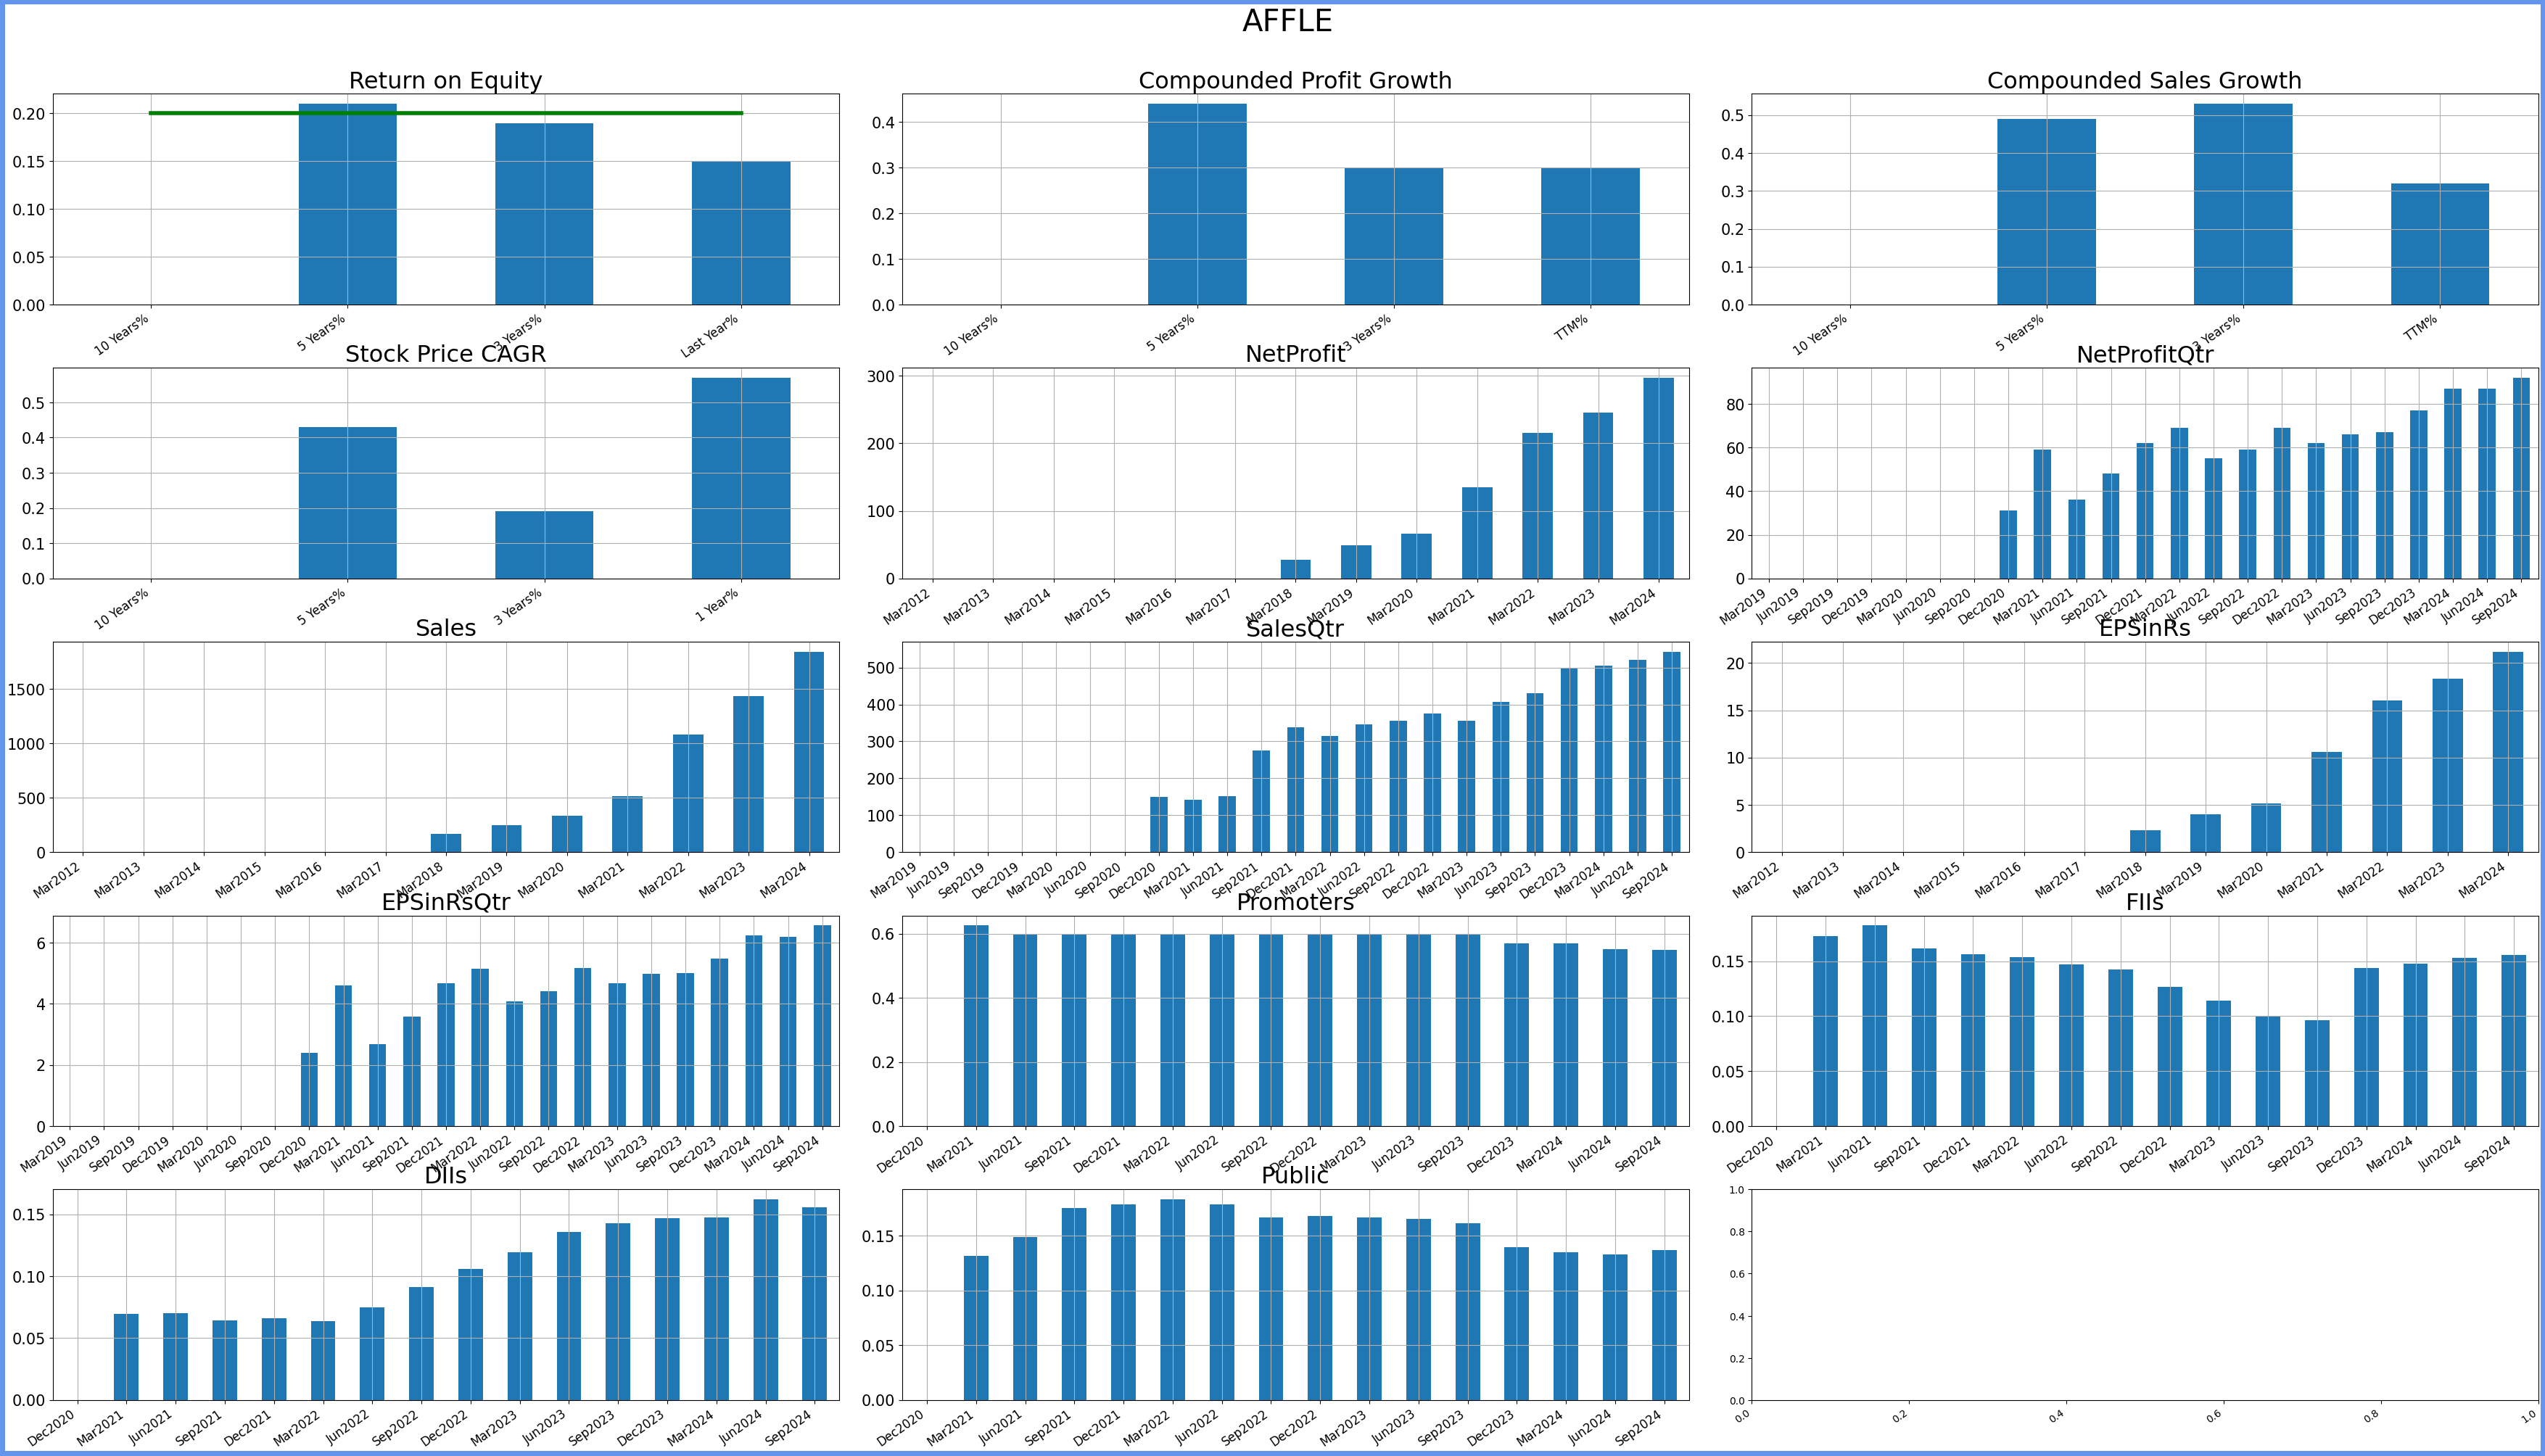 AFFLE
Return on Equity
0.20
0.15
0.10
0.05
0.00
10 Years% 5 Years% 3 Years% Last Year%
Compounded Profit Growth
0.4
0.3
0.2
0.1
0.0
10 Years% 5 Years% 3 Years% TTM%
Compounded Sales Growth
0.5
0.4
0.3
0.2
0.1
0.0
10 Years% 5 Years% 3 Years% TTM%
Stock Price CAGR
0.5
0.4
0.3
0.2
0.1
0.0
10 Years% 5 Years% 3 Years% 1 Year%
NetProfit
300
200
100
0
Mar2012 Mar2013 Mar2014 Mar2015 Mar2016 Mar2017 Mar2018 Mar2019 Mar2020 Mar2021 Mar2022 Mar2023 Mar2024
NetProfitQtr
80
60
40
20
0
Mar2019 Jun2019 Sep2019 Dec2019 Mar2020 Jun2020 Sep2020 Dec2020 Mar2021 Jun2021 Sep2021 Dec2021 Mar2022 Jun2022 Sep2022 Dec2022 Mar2023 Jun2023 Sep2023 Dec2023 Mar2024 Jun2024 Sep2024
Sales
1500
1000
500
0
Mar2012 Mar2013 Mar2014 Mar2015 Mar2016 Mar2017 Mar2018 Mar2019 Mar2020 Mar2021 Mar2022 Mar2023 Mar2024
SalesQtr
500
400
300
200
100
0
Mar2019 Jun2019 Sep2019 Dec2019 Mar2020 Jun2020 Sep2020 Dec2020 Mar2021 Jun2021 Sep2021 Dec2021 Mar2022 Jun2022 Sep2022 Dec2022 Mar2023 Jun2023 Sep2023 Dec2023 Mar2024 Jun2024 Sep2024
EPSinRs
20
15
10
5
0
Mar2012 Mar2013 Mar2014 Mar2015 Mar2016 Mar2017 Mar2018 Mar2019 Mar2020 Mar2021 Mar2022 Mar2023 Mar2024
EPSinRsQtr
6
4
2
0
Mar2019 Jun2019 Sep2019 Dec2019 Mar2020 Jun2020 Sep2020 Dec2020 Mar2021 Jun2021 Sep2021 Dec2021 Mar2022 Jun2022 Sep2022 Dec2022 Mar2023 Jun2023 Sep2023 Dec2023 Mar2024 Jun2024 Sep2024
Promoters
0.6
0.4
0.2
0.0
Dec2020 Mar2021 Jun2021 Sep2021 Dec2021 Mar2022 Jun2022 Sep2022 Dec2022 Mar2023 Jun2023 Sep2023 Dec2023 Mar2024 Jun2024 Sep2024
FIIs
0.15
0.10
0.05
0.00
Dec2020 Mar2021 Jun2021 Sep2021 Dec2021 Mar2022 Jun2022 Sep2022 Dec2022 Mar2023 Jun2023 Sep2023 Dec2023 Mar2024 Jun2024 Sep2024
DIIs
0.15
0.10
0.05
0.00
Dec2020 Mar2021 Jun2021 Sep2021 Dec2021 Mar2022 Jun2022 Sep2022 Dec2022 Mar2023 Jun2023 Sep2023 Dec2023 Mar2024 Jun2024 Sep2024
Public
0.15
0.10
0.05
0.00
Dec2020 Mar2021 Jun2021 Sep2021 Dec2021 Mar2022 Jun2022 Sep2022 Dec2022 Mar2023 Jun2023 Sep2023 Dec2023 Mar2024 Jun2024 Sep2024
1.0
0.8
0.6
0.4
0.2
0.0
0.0 0.2 0.4 0.6 0.8 1.0